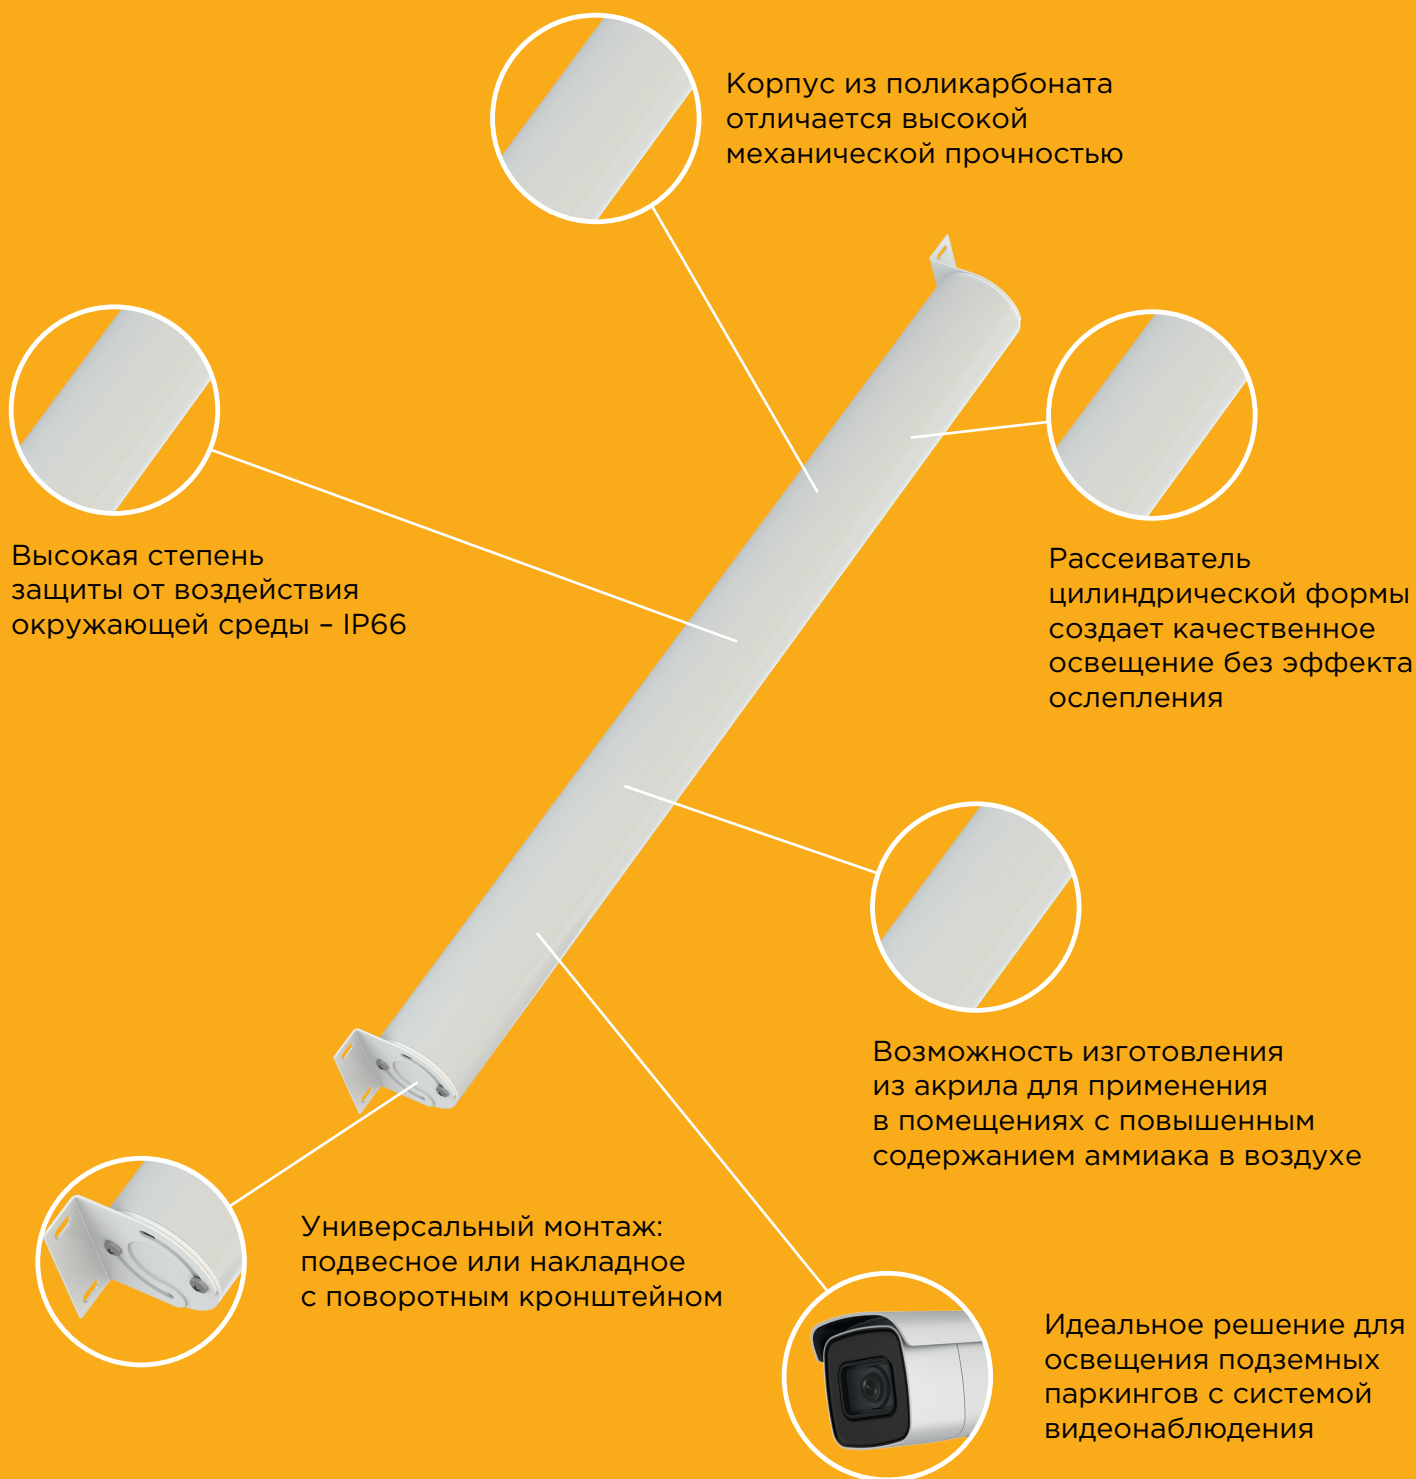 Корпус из поликарбоната
отличается высокой
механической прочностью
Высокая степень
защиты от воздействия
окружающей среды – IP66
Рассеиватель
цилиндрической формы
создает качественное
освещение без эффекта
ослепления
Возможность изготовления
из акрила для применения
в помещениях с повышенным
содержанием аммиака в воздухе
Универсальный монтаж:
подвесное или накладное
с поворотным кронштейном
Идеальное решение для
освещения подземных
паркингов с системой
видеонаблюдения